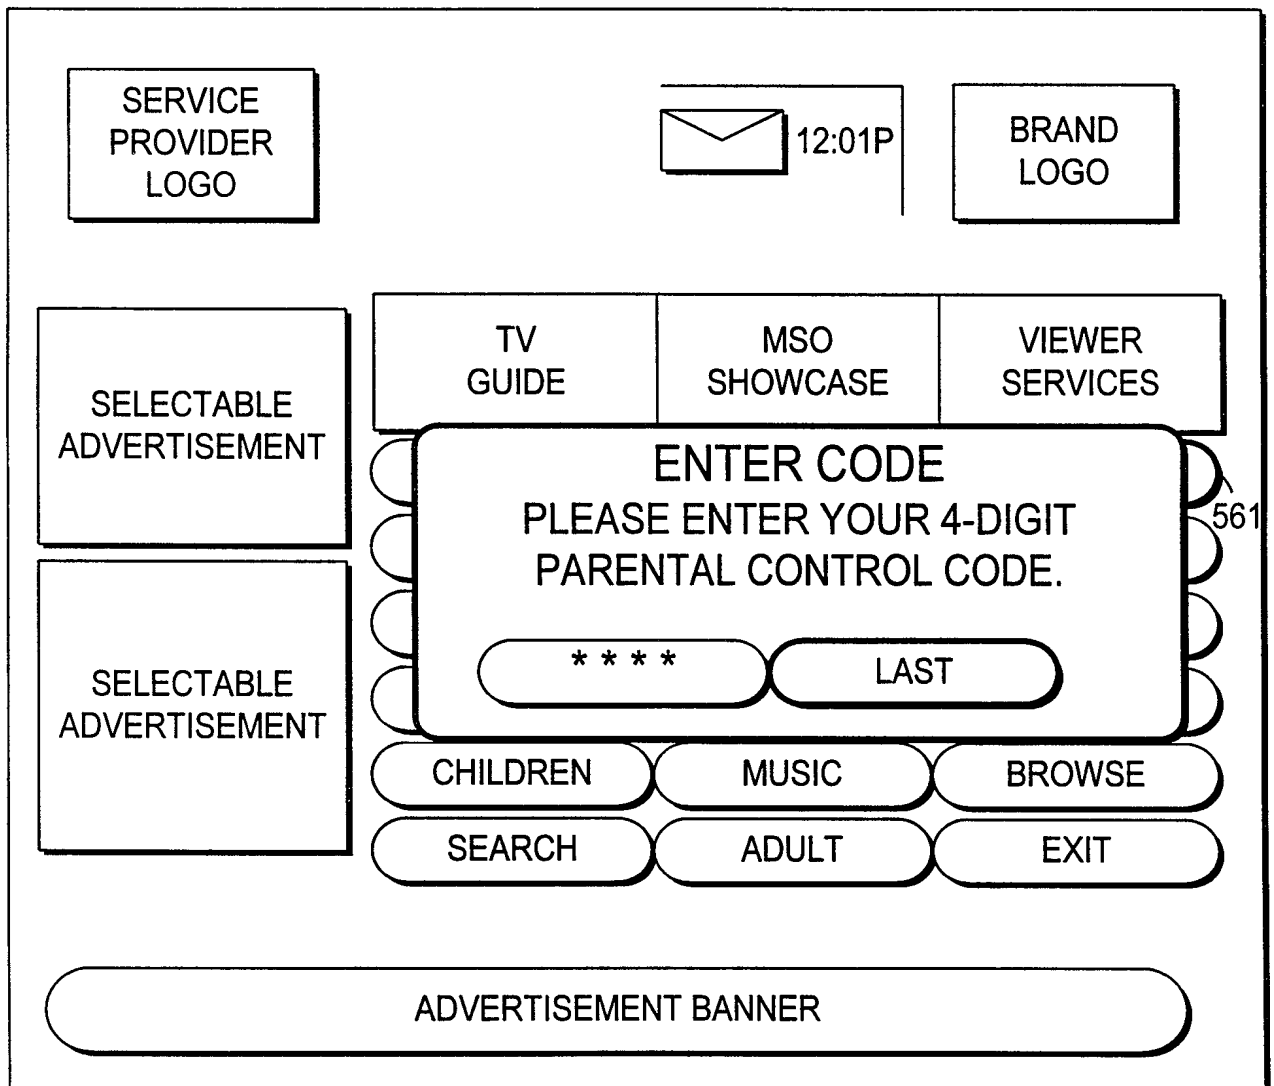 SERVICE
PROVIDER
LOGO
12:01P
BRAND
LOGO
SELECTABLE
ADVERTISEMENT
TV
GUIDE
MSO
SHOWCASE
VIEWER
SERVICES
ENTER CODE
PLEASE ENTER YOUR 4-DIGIT
PARENTAL CONTROL CODE.
* * * *
LAST
561
SELECTABLE
ADVERTISEMENT
CHILDREN
MUSIC
BROWSE
SEARCH
ADULT
EXIT
ADVERTISEMENT BANNER